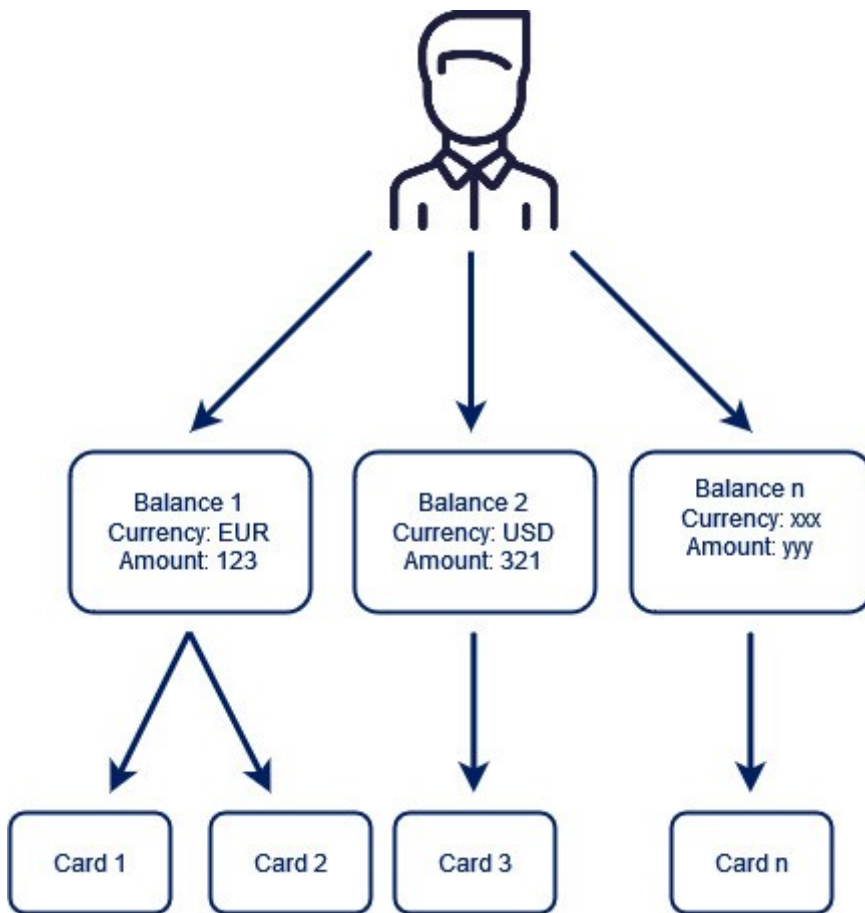 Balance 1
Currency: EUR
Amount: 123
Balance 2
Currency: USD
Amount: 321
Balance n
Currency: xxx
Amount: yyy
Card 1
Card 2
Card 3
Card n